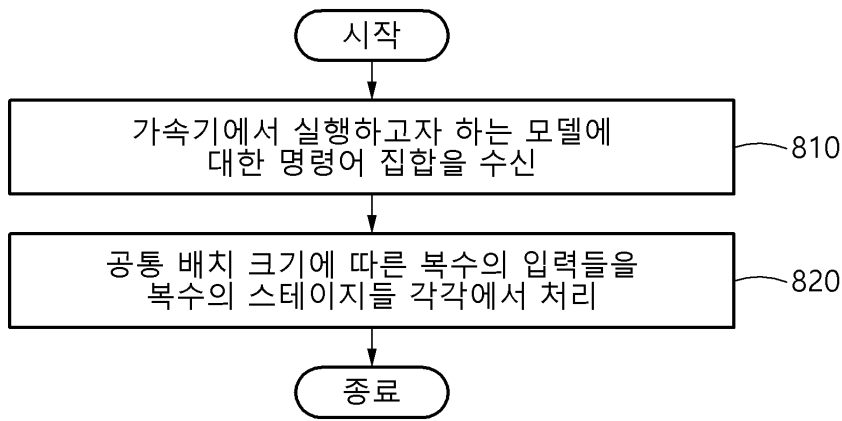 시작
가속기에서 실행하고자 하는 모델에
대한 명령어 집합을 수신
810
공통 배치 크기에 따른 복수의 입력들을
복수의 스테이지들 각각에서 처리
820
종료